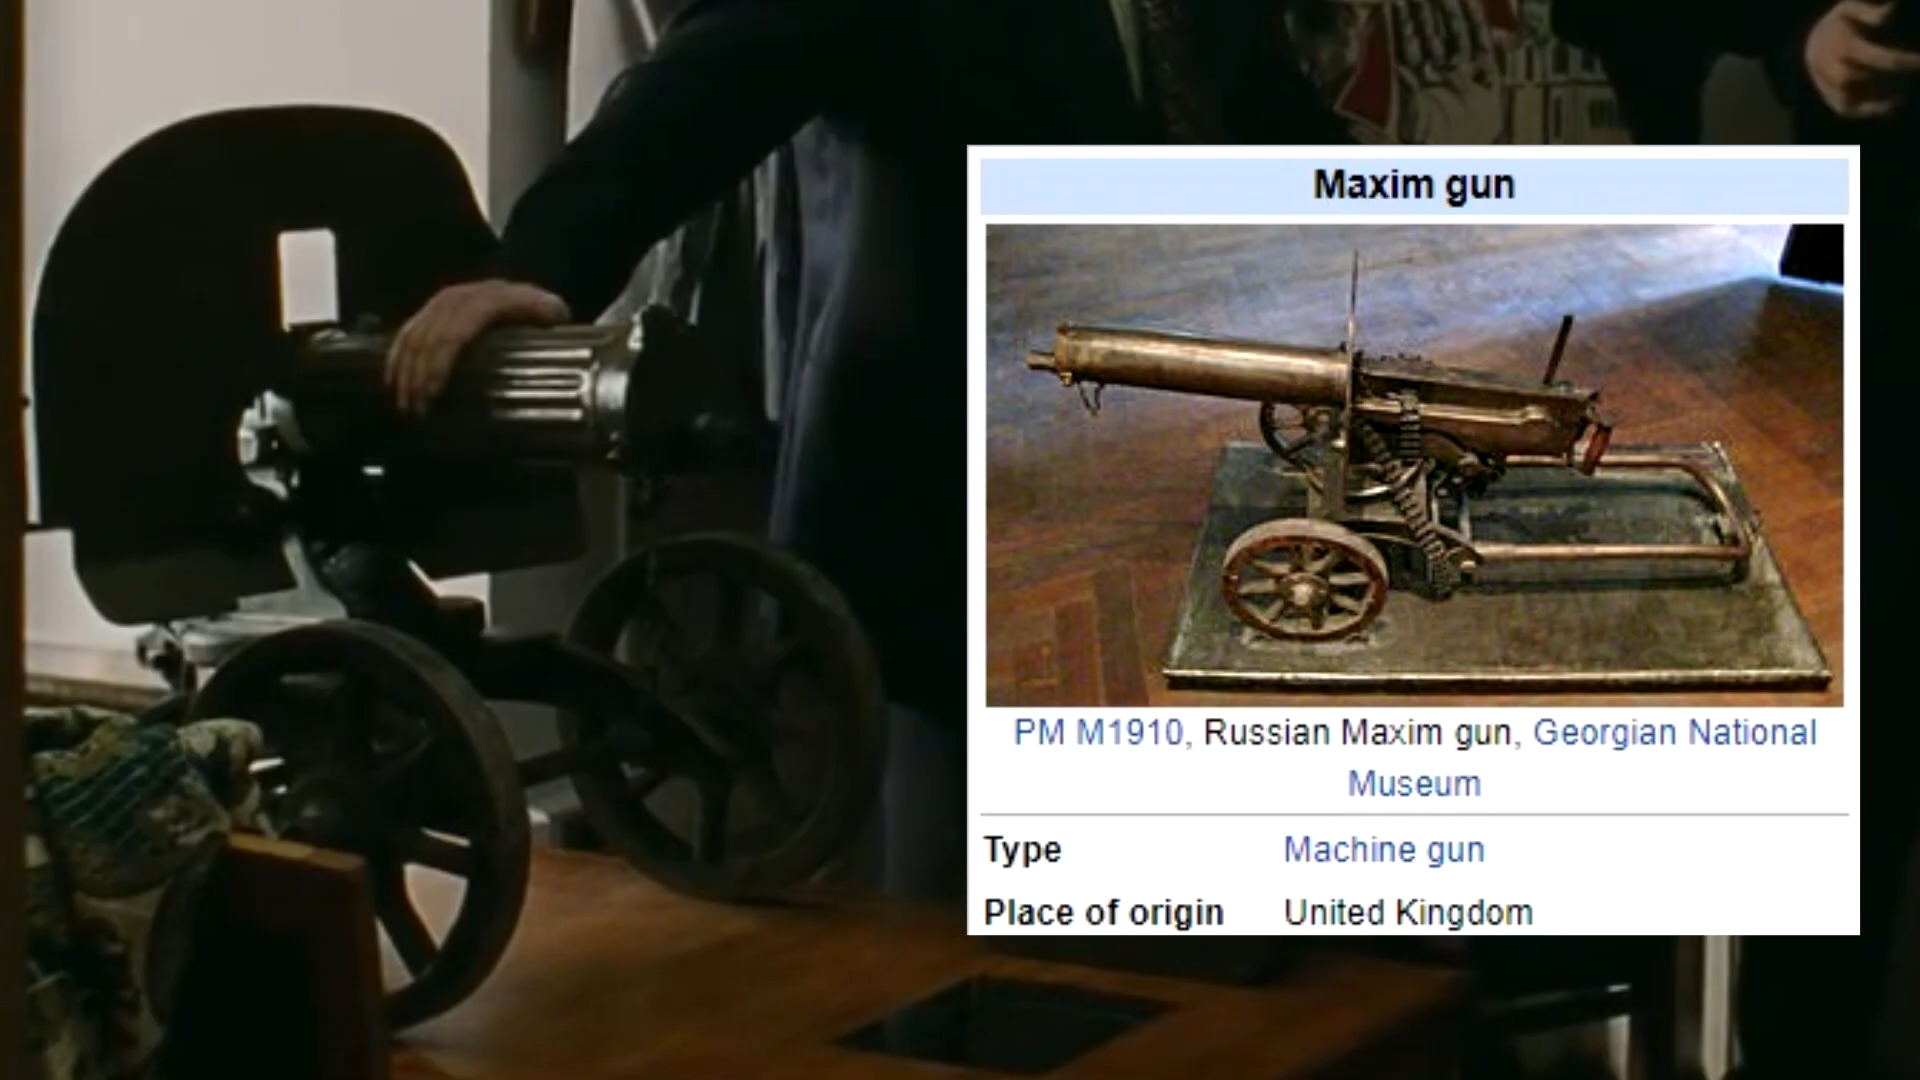 Maxim gun
PM M1910, Russian Maxim gun, Georgian National
Museum
Type Machine gun
Place of origin United Kingdom